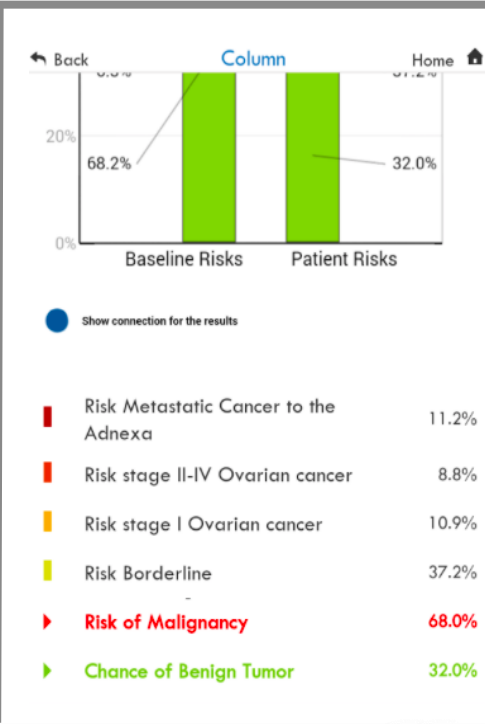 Back
Column
Home
20%
68.2%
32.0%
0%
Baseline Risks
Patient Risks
Show connection for the results
Risk Metastatic Cancer to the
Adnexa
11.2%
Risk stage II-IV Ovarian cancer
8.8%
Risk stage I Ovarian cancer
10.9%
Risk Borderline
37.2%
Risk of Malignancy
68.0%
Chance of Benign Tumor
32.0%